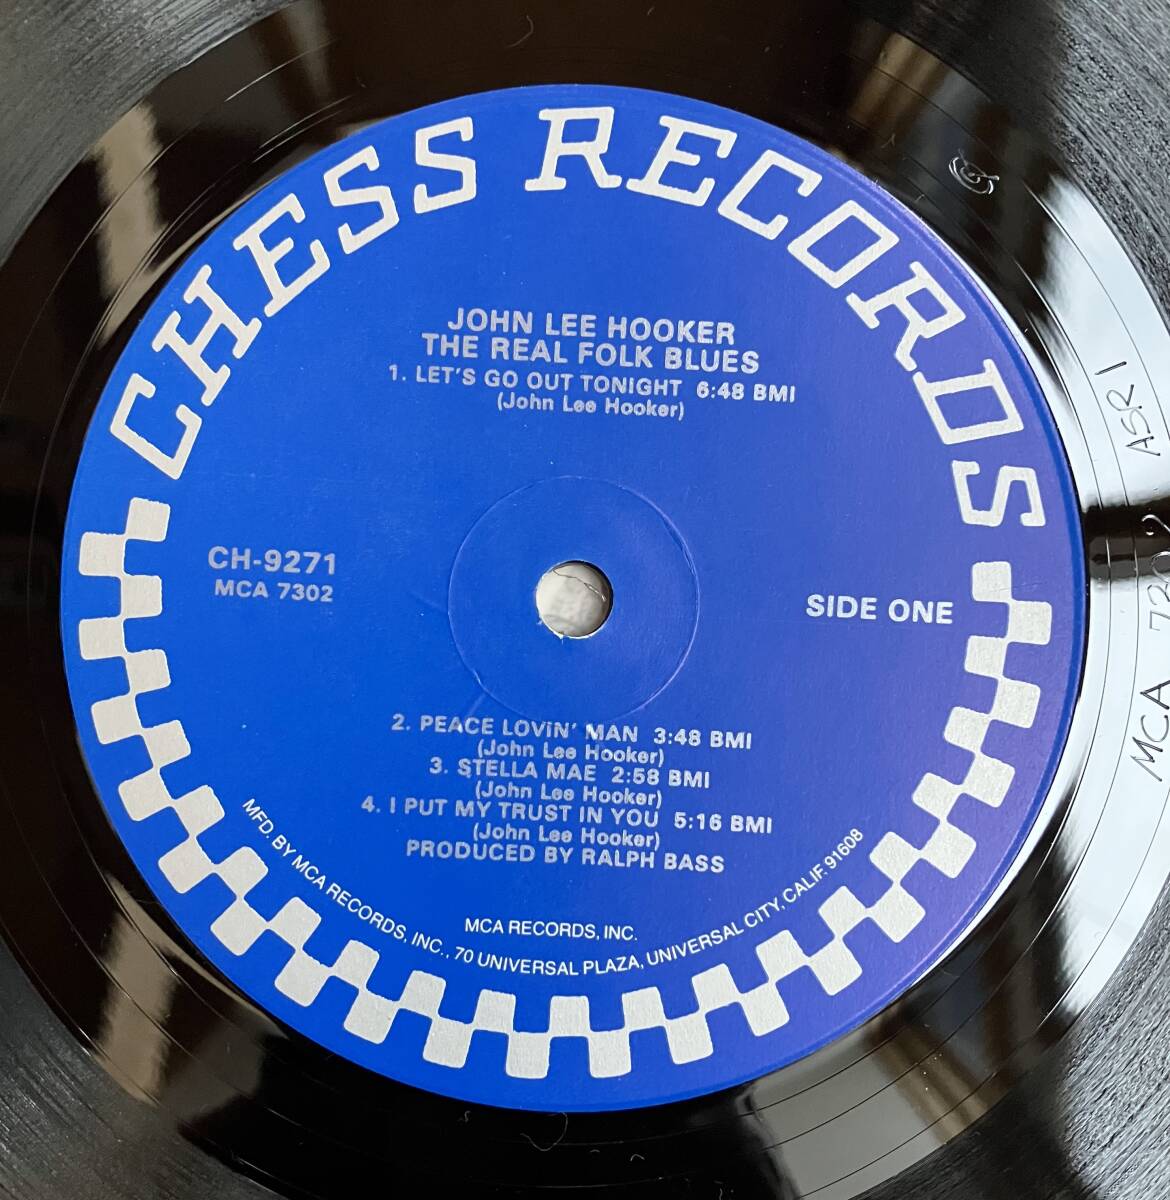 CHESS RECORDS
JOHN LEE HOOKER
THE REAL FOLK BLUES
1. LET'S GO OUT TONIGHT 6:48 BMI
(John Lee Hooker)
CH-9271
MCA 7302
SIDE ONE
2. PEACE LOViN' MAN 3:48 BMI
(John Lee Hooker)
3. STELLA MAE 2:58 BMI
(John Lee Hooker)
4. I PUT MY TRUST IN YOU 5:16 BMI
(John Lee Hooker)
PRODUCED BY RALPH BASS
MCA RECORDS, INC.
MFD. BY MCA RECORDS, INC., 70 UNIVERSAL PLAZA, UNIVERSAL CITY, CALIF. 91608
ASR1
MCA